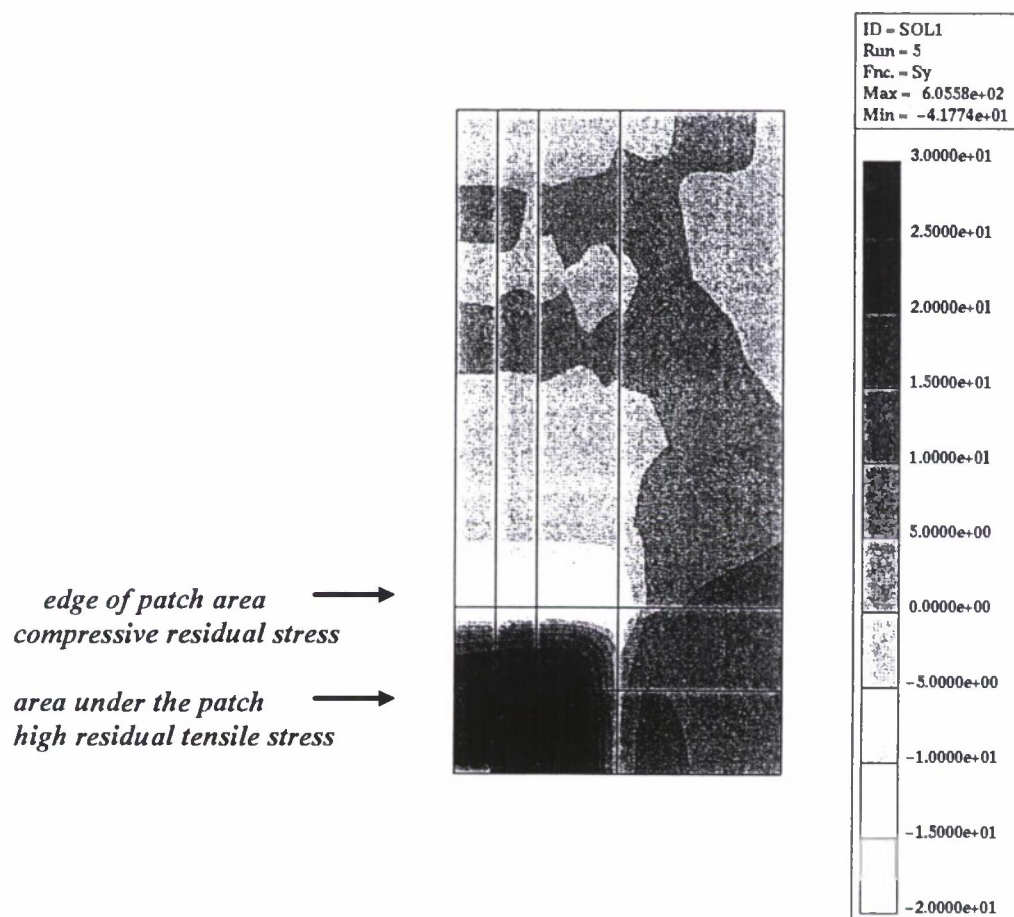 ID = SOL1
Run = 5
Fnc. = Sy
Max = 6.0558e+02
Min = -4.1774e+01
3.0000e+01
2.5000e+01
2.0000e+01
1.5000e+01
1.0000e+01
5.0000e+00
0.0000e+00
-5.0000e+00
-1.0000e+01
-1.5000e+01
-2.0000e+01
edge of patch area
compressive residual stress
area under the patch
high residual tensile stress